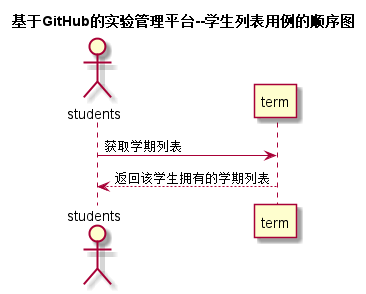 基于GitHub的实验管理平台--学生列表用例的顺序图
students
term
获取学期列表
返回该学生拥有的学期列表
students
term